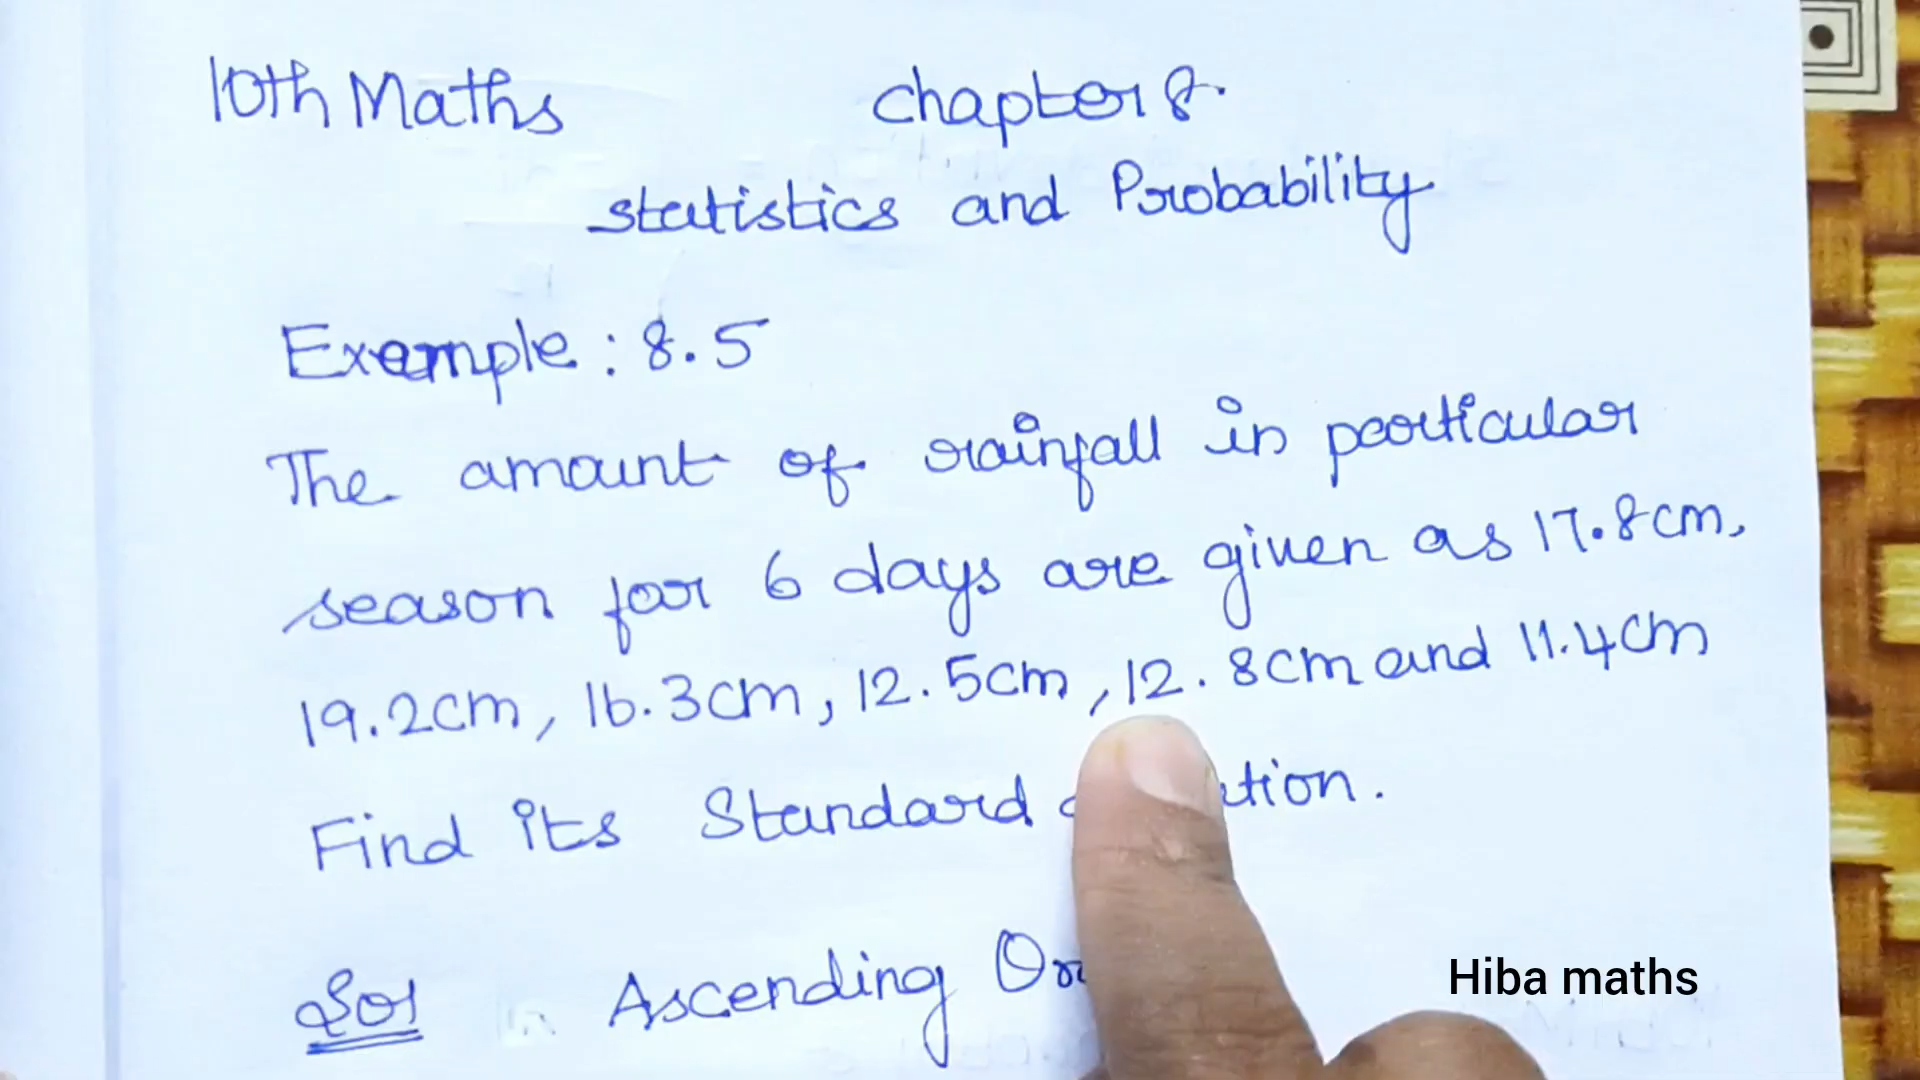 10th Maths chapter 8.
statistics and Probability
Example : 8.5
The amount of rainfall in particular
season for 6 days are given as 17.8cm,
19.2cm, 16.3cm, 12.5cm, 12.8cm and 11.4cm
Find its Standard
Sol Ascending
Hiba maths